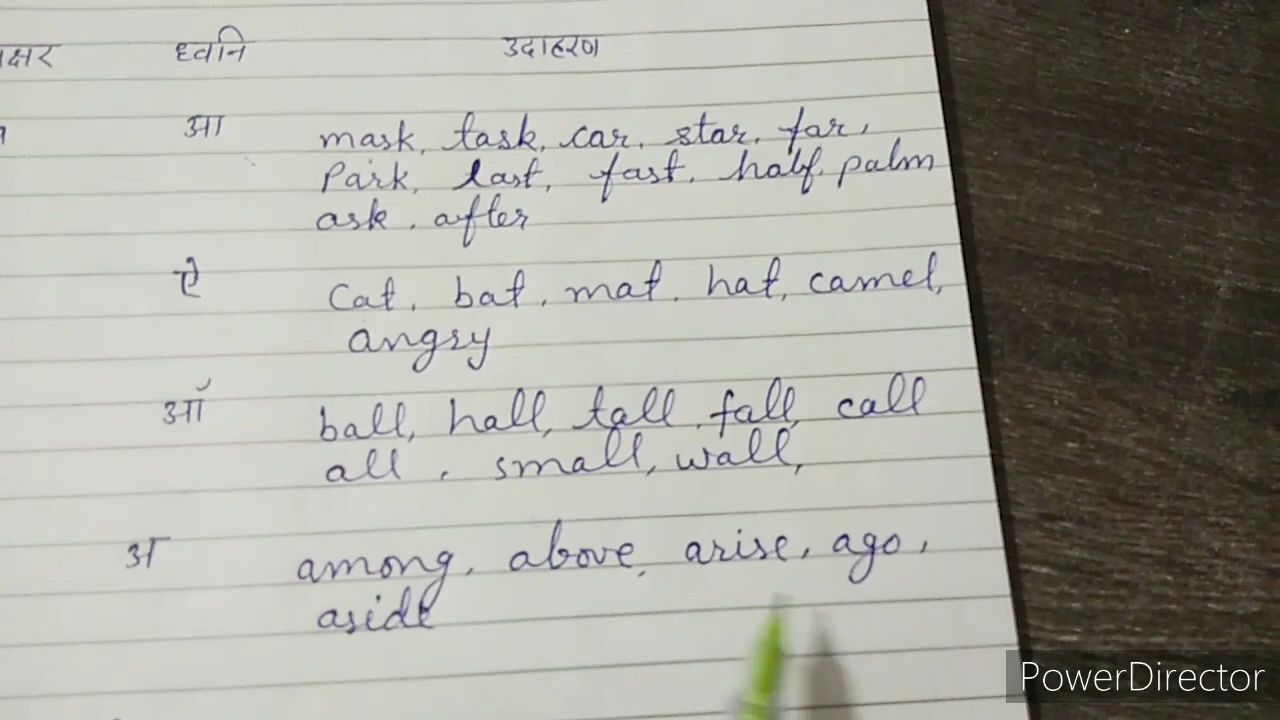 ध्वनि उदाहरण
आ mask, task, car, star, far,
Park, last, fast, half, palm
ask, after
ऐ Cat, bat, mat, hat, camel,
angry
ऑ ball, hall, tall, fall, call
all, small, wall,
अ among, above, arise, ago,
aside
PowerDirector